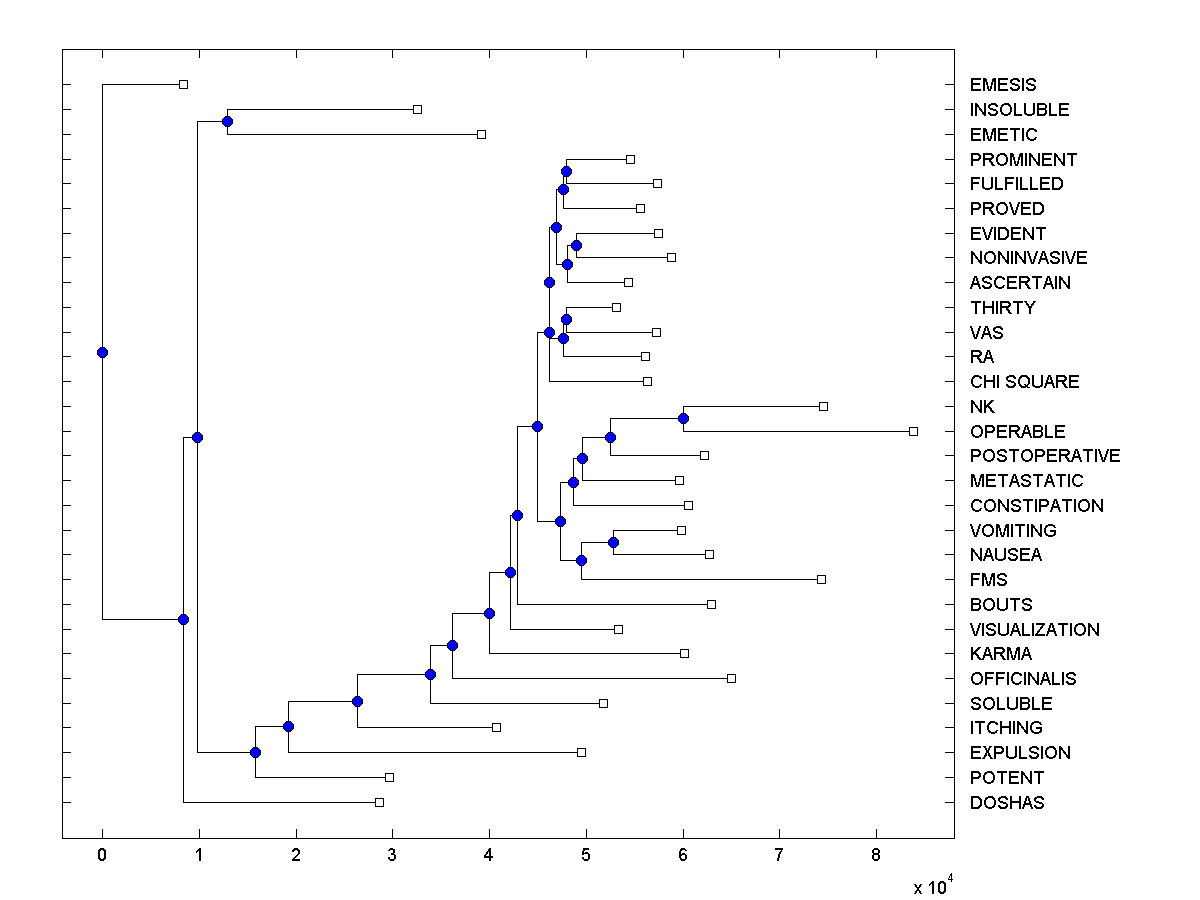 EMESIS
INSOLUBLE
EMETIC
PROMINENT
FULFILLED
PROVED
EVIDENT
NONINVASIVE
ASCERTAIN
THIRTY
VAS
RA
CHI SQUARE
NK
OPERABLE
POSTOPERATIVE
METASTATIC
CONSTIPATION
VOMITING
NAUSEA
FMS
BOUTS
VISUALIZATION
KARMA
OFFICINALIS
SOLUBLE
ITCHING
EXPULSION
POTENT
DOSHAS
0 1 2 3 4 5 6 7 8
x 10^4